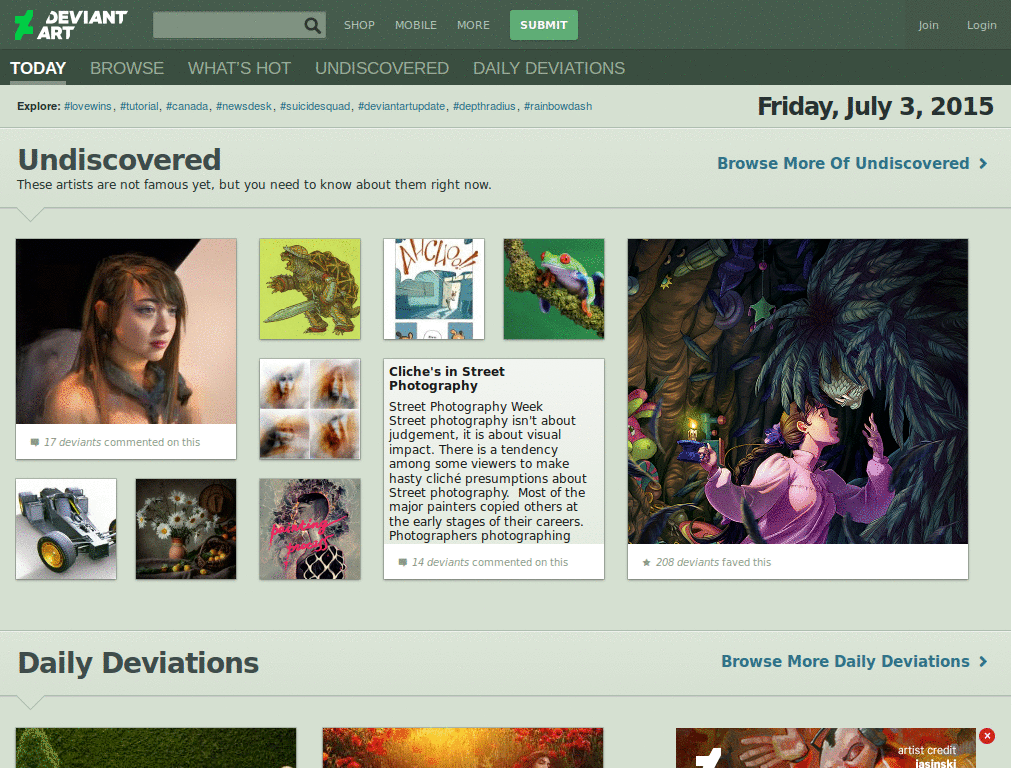 DEVIANT
ART
SHOP MOBILE MORE SUBMIT Join Login
TODAY BROWSE WHAT'S HOT UNDISCOVERED DAILY DEVIATIONS
Explore: #lovewins, #tutorial, #canada, #newsdesk, #suicidesquad, #deviantartupdate, #depthradius, #rainbowdash
Friday, July 3, 2015
Undiscovered
These artists are not famous yet, but you need to know about them right now.
Browse More Of Undiscovered
17 deviants commented on this
Cliche's in Street
Photography
Street Photography Week
Street photography isn't about
judgement, it is about visual
impact. There is a tendency
among some viewers to make
hasty cliché presumptions about
Street photography.  Most of the
major painters copied others at
the early stages of their careers.
Photographers photographing
14 deviants commented on this
208 deviants faved this
Daily Deviations
Browse More Daily Deviations
artist credit
jasinski